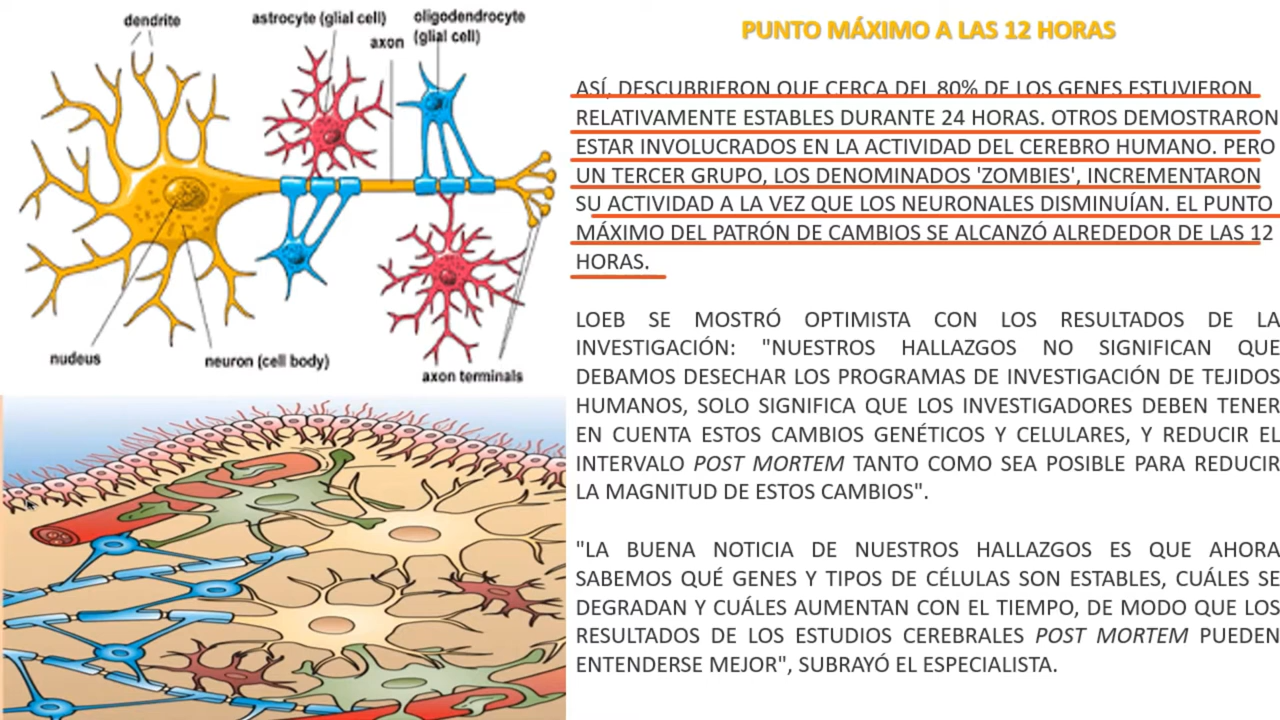 dendrite
astrocyte (glial cell)
oligodendrocyte
(glial cell)
axon
nudeus
neuron (cell body)
axon terminals
PUNTO MÁXIMO A LAS 12 HORAS
ASÍ, DESCUBRIERON QUE CERCA DEL 80% DE LOS GENES ESTUVIERON
RELATIVAMENTE ESTABLES DURANTE 24 HORAS. OTROS DEMOSTRARON
ESTAR INVOLUCRADOS EN LA ACTIVIDAD DEL CEREBRO HUMANO. PERO
UN TERCER GRUPO, LOS DENOMINADOS 'ZOMBIES', INCREMENTARON
SU ACTIVIDAD A LA VEZ QUE LOS NEURONALES DISMINUÍAN. EL PUNTO
MÁXIMO DEL PATRÓN DE CAMBIOS SE ALCANZÓ ALREDEDOR DE LAS 12
HORAS.
LOEB SE MOSTRÓ OPTIMISTA CON LOS RESULTADOS DE LA
INVESTIGACIÓN: "NUESTROS HALLAZGOS NO SIGNIFICAN QUE
DEBAMOS DESECHAR LOS PROGRAMAS DE INVESTIGACIÓN DE TEJIDOS
HUMANOS, SOLO SIGNIFICA QUE LOS INVESTIGADORES DEBEN TENER
EN CUENTA ESTOS CAMBIOS GENÉTICOS Y CELULARES, Y REDUCIR EL
INTERVALO POST MORTEM TANTO COMO SEA POSIBLE PARA REDUCIR
LA MAGNITUD DE ESTOS CAMBIOS".
"LA BUENA NOTICIA DE NUESTROS HALLAZGOS ES QUE AHORA
SABEMOS QUÉ GENES Y TIPOS DE CÉLULAS SON ESTABLES, CUÁLES SE
DEGRADAN Y CUÁLES AUMENTAN CON EL TIEMPO, DE MODO QUE LOS
RESULTADOS DE LOS ESTUDIOS CEREBRALES POST MORTEM PUEDEN
ENTENDERSE MEJOR", SUBRAYÓ EL ESPECIALISTA.